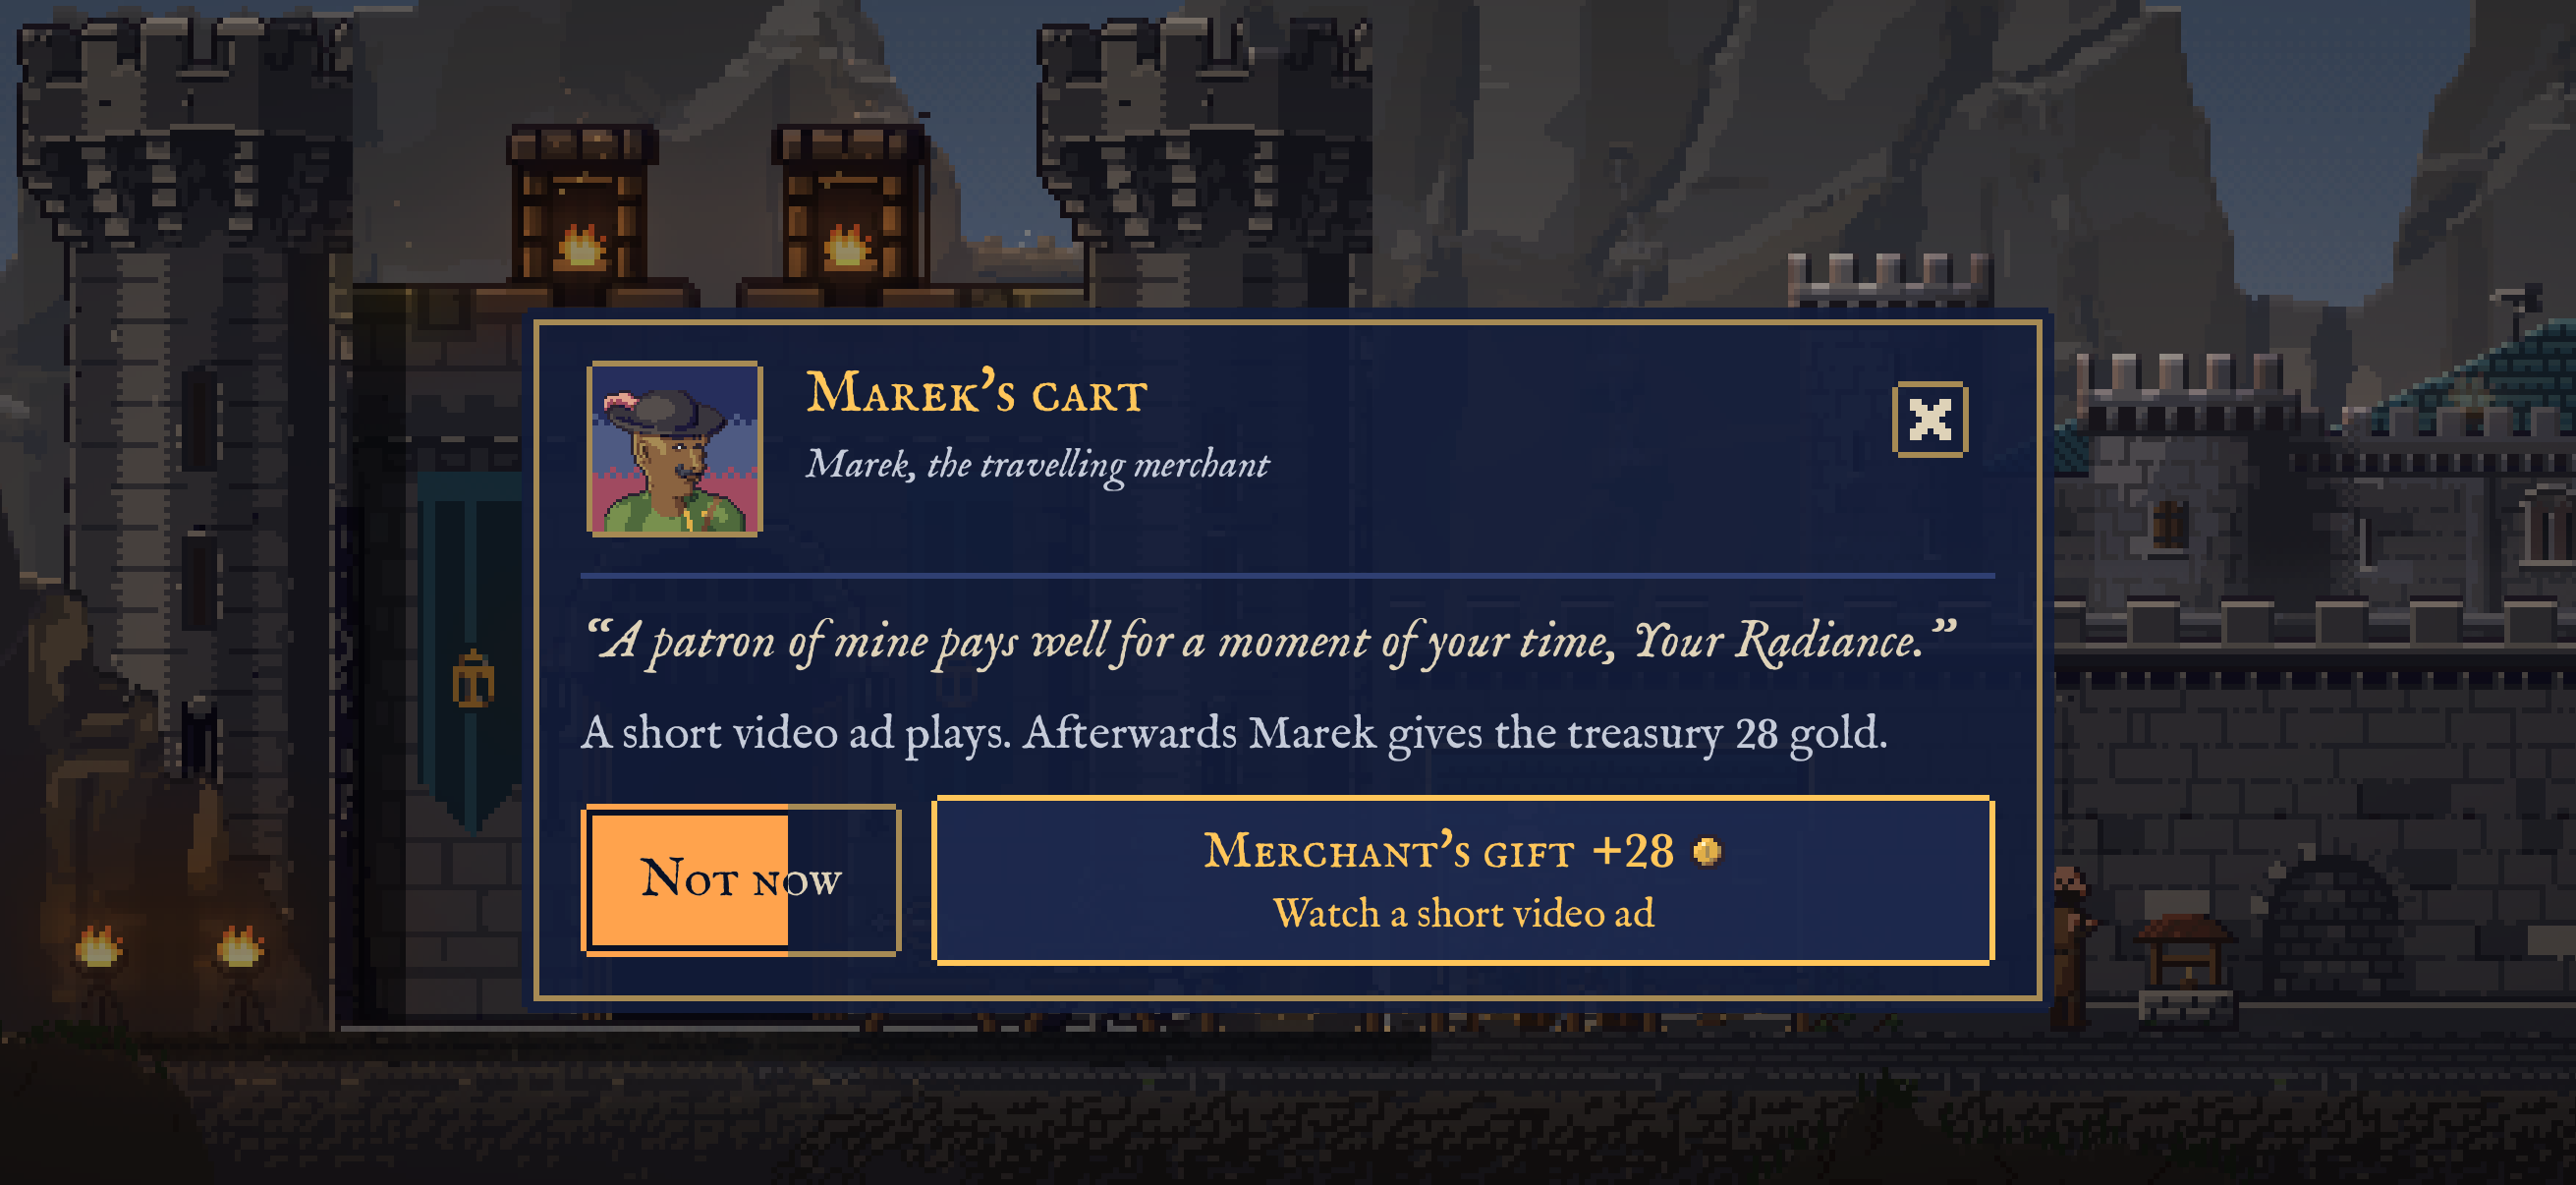 Marek’s cart
Marek, the travelling merchant
“A patron of mine pays well for a moment of your time, Your Radiance.”
A short video ad plays. Afterwards Marek gives the treasury 28 gold.
Not now
Merchant’s gift +28
Watch a short video ad